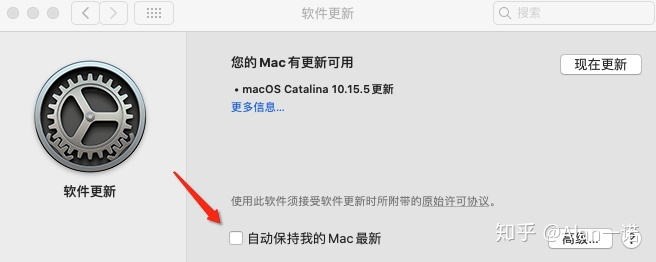 软件更新
搜索
您的 Mac 有更新可用
现在更新
• macOS Catalina 10.15.5 更新
更多信息...
软件更新
使用此软件须接受软件更新时所附带的原始许可协议。
自动保持我的 Mac 最新
高级...
?
知乎 @Alan一诺